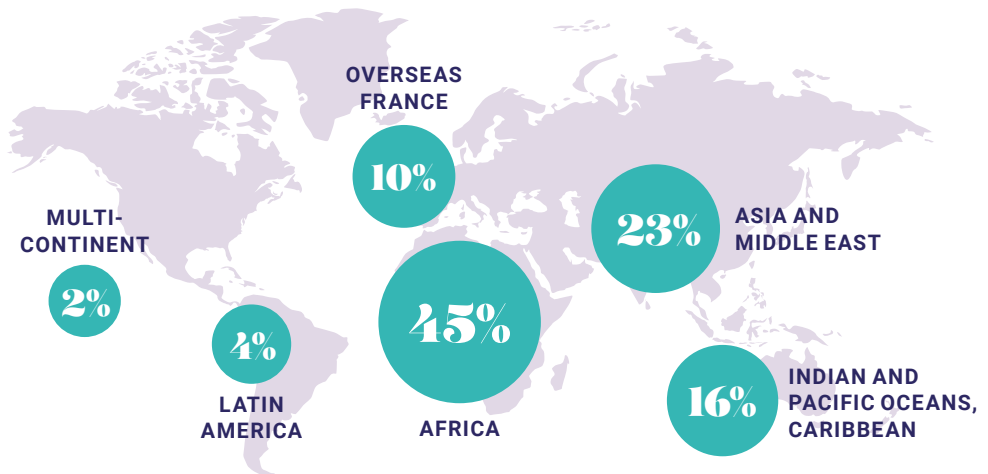 OVERSEAS
FRANCE
10%
MULTI-
CONTINENT
2%
23%
ASIA AND
MIDDLE EAST
45%
AFRICA
4%
LATIN
AMERICA
16%
INDIAN AND
PACIFIC OCEANS,
CARIBBEAN